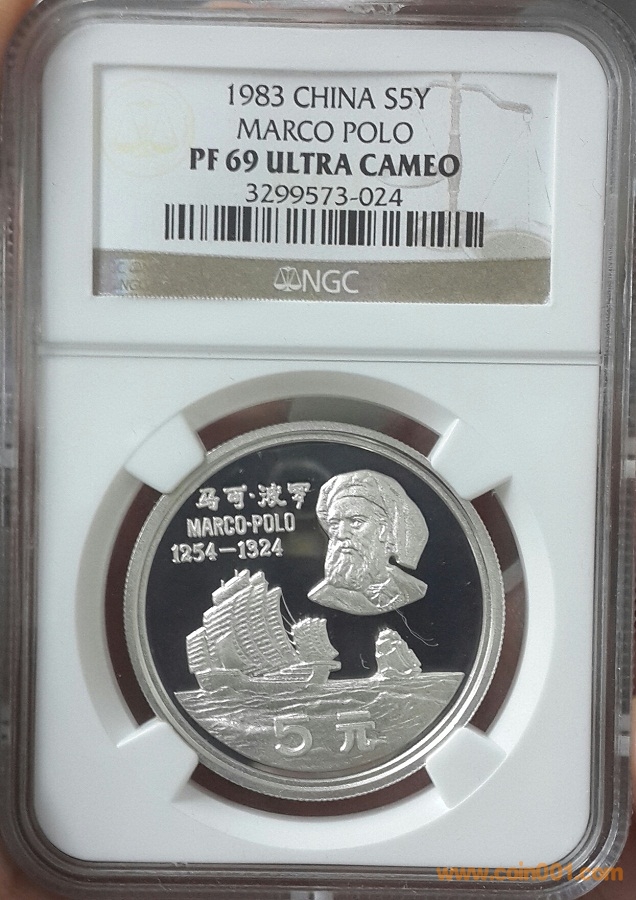 1983 CHINA S5Y
MARCO POLO
PF 69 ULTRA CAMEO
3299573-024
NGC
马可·波罗
MARCO·POLO
1254-1324
5元
www.coin001.com